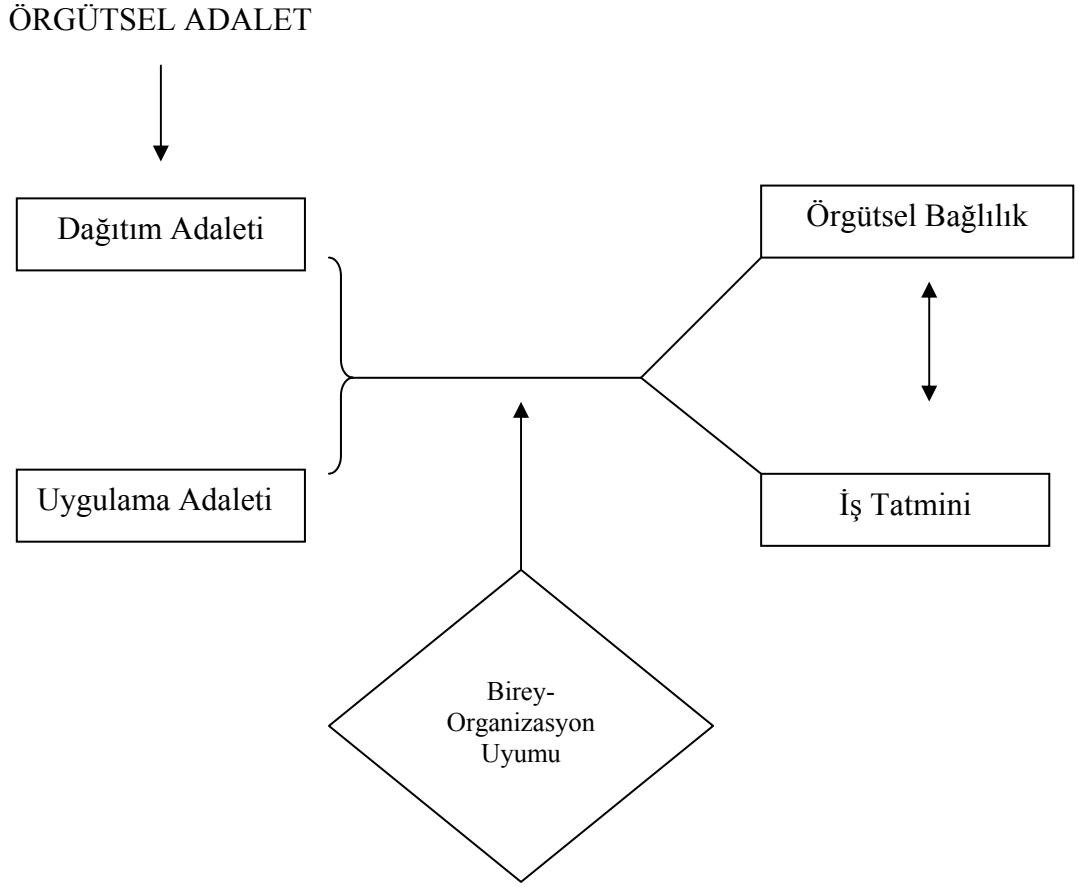 ÖRGÜTSEL ADALET
Dağıtım Adaleti
Örgütsel Bağlılık
Uygulama Adaleti
İş Tatmini
Birey-
Organizasyon
Uyumu